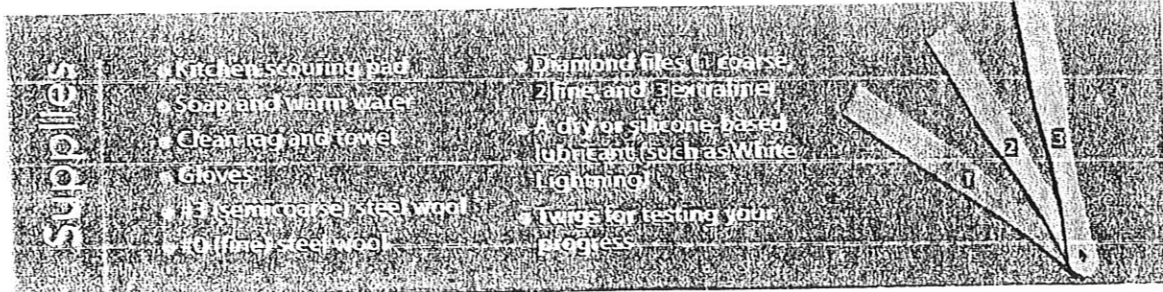 Supplies
• Kitchen scouring pad
• Soap and warm water
• Clean rag and towel
• Gloves
• #3 (semicoarse) steel wool
• #0 (fine) steel wool
• Diamond files (1 coarse,
2 fine, and 3 extrafine)
• A dry or silicone-based
lubricant (such as White
Lightning)
• Twigs for testing your
progress
1
2
3